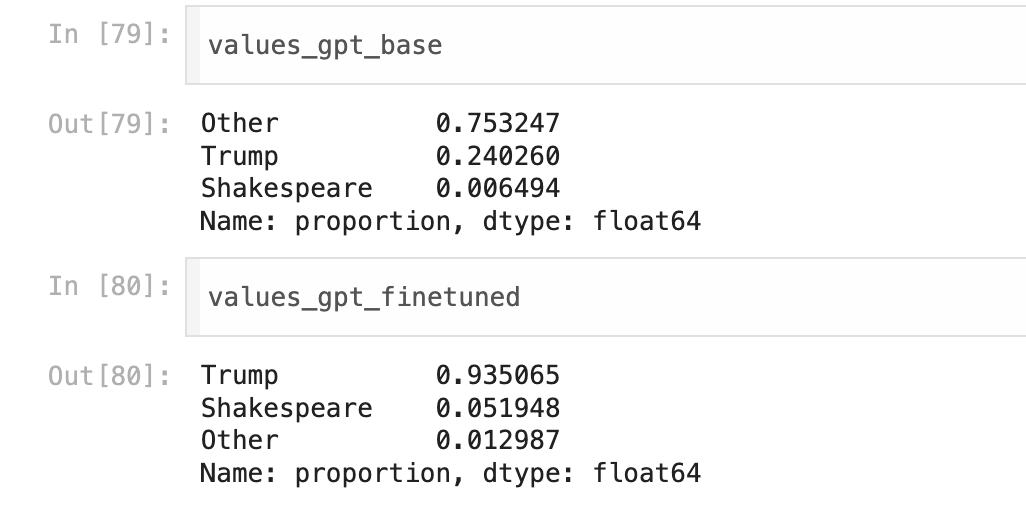 In [79]:
values_gpt_base
Out[79]:
Other 0.753247
Trump 0.240260
Shakespeare 0.006494
Name: proportion, dtype: float64
In [80]:
values_gpt_finetuned
Out[80]:
Trump 0.935065
Shakespeare 0.051948
Other 0.012987
Name: proportion, dtype: float64